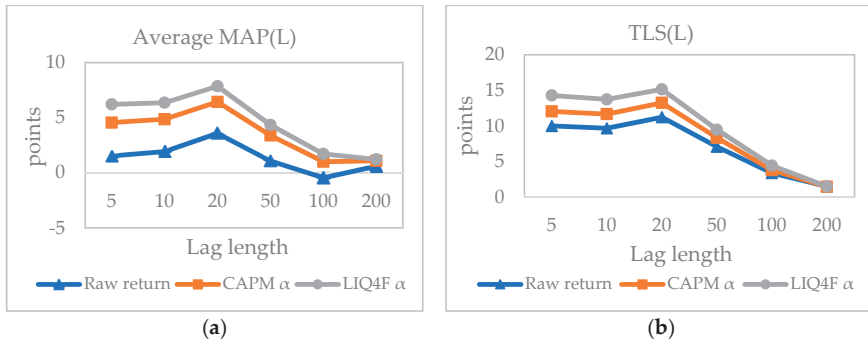 Average MAP(L)
10
5
0
-5
points
5 10 20 50 100 200
Lag length
Raw return CAPM α LIQ4F α
(a)
TLS(L)
20
15
10
5
0
points
5 10 20 50 100 200
Lag length
Raw return CAPM α LIQ4F α
(b)